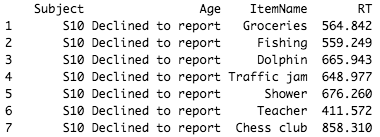 Subject Age ItemName RT
1 S10 Declined to report Groceries 564.842
2 S10 Declined to report Fishing 559.249
3 S10 Declined to report Dolphin 665.943
4 S10 Declined to report Traffic jam 648.977
5 S10 Declined to report Shower 676.260
6 S10 Declined to report Teacher 411.572
7 S10 Declined to report Chess club 858.310